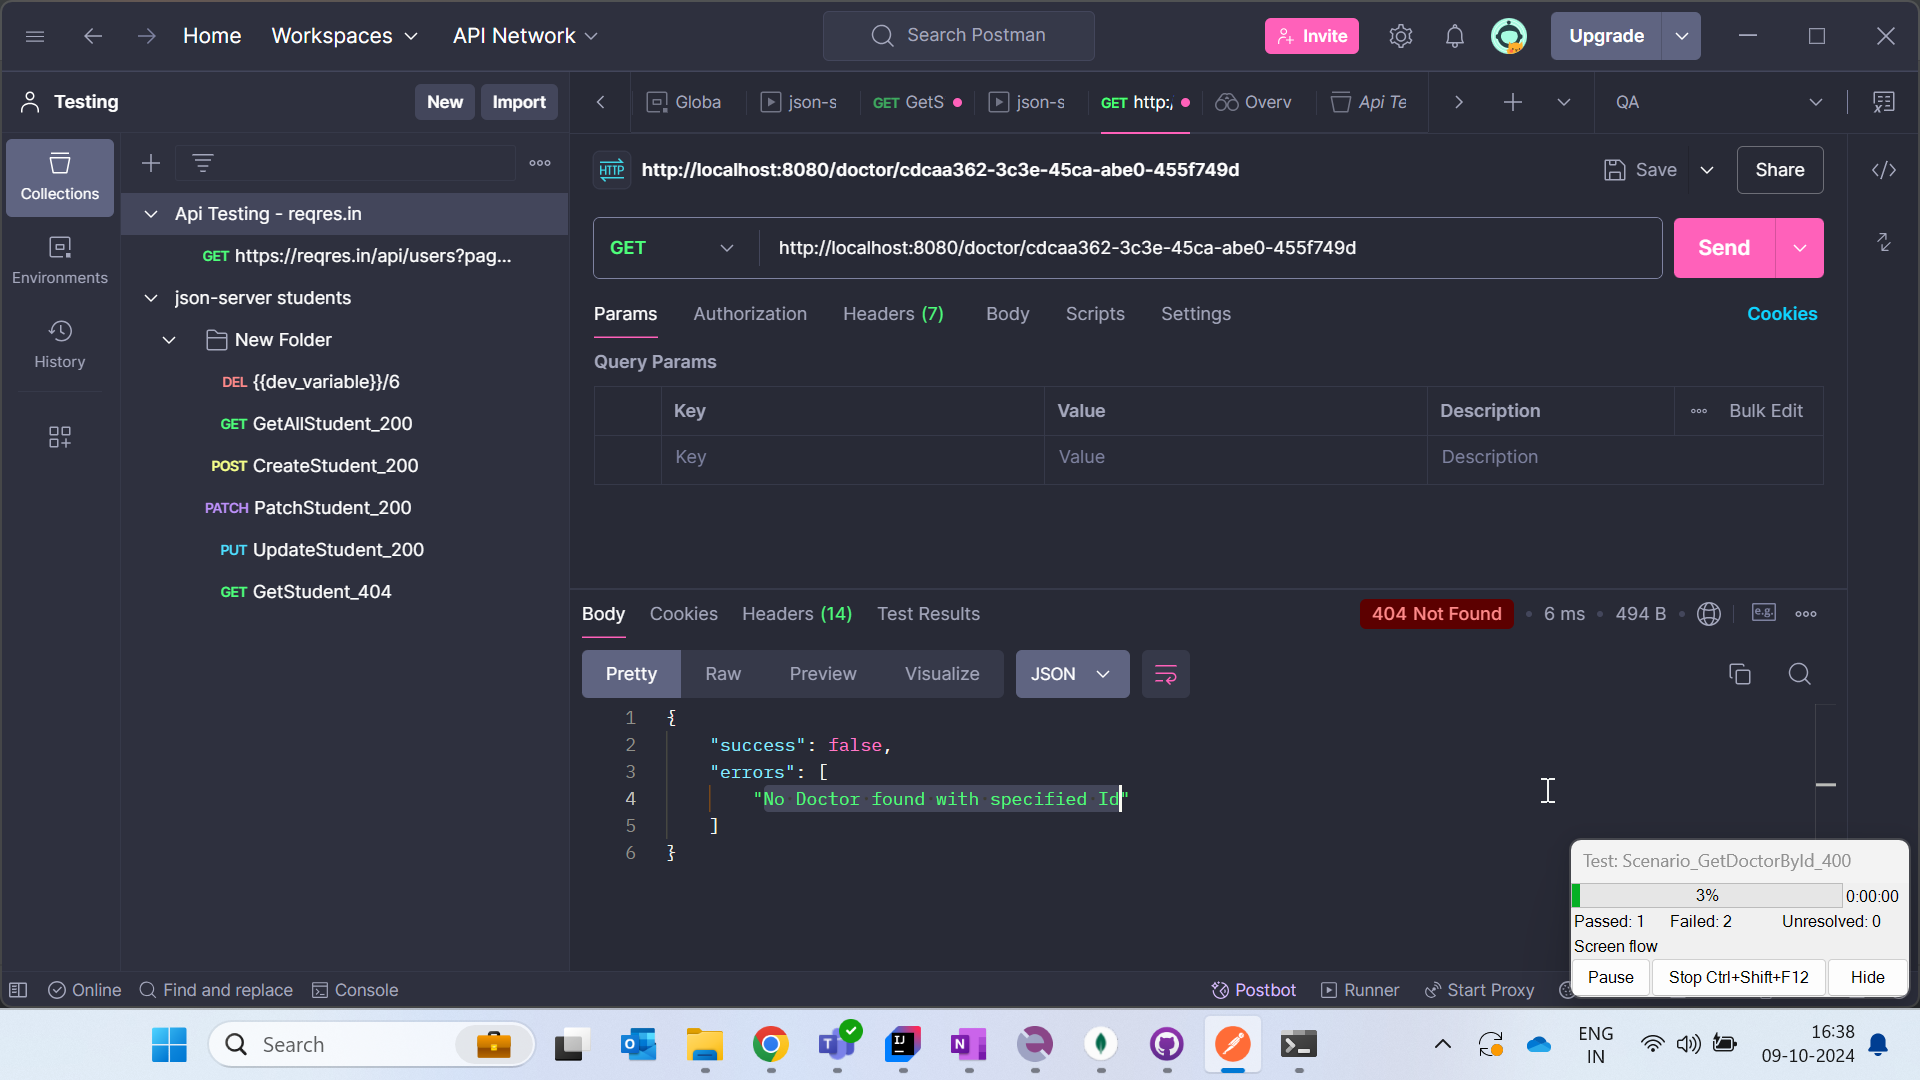 Home
Workspaces
API Network
Search Postman
Invite
Upgrade
Testing
New
Import
Globa
json-s
GET GetS
json-s
GET http:/
Overv
Api Te
QA
Collections
Environments
History
Api Testing - reqres.in
GET https://reqres.in/api/users?pag...
json-server students
New Folder
DEL {{dev_variable}}/6
GET GetAllStudent_200
POST CreateStudent_200
PATCH PatchStudent_200
PUT UpdateStudent_200
GET GetStudent_404
HTTP http://localhost:8080/doctor/cdcaa362-3c3e-45ca-abe0-455f749d
Save
Share
GET
http://localhost:8080/doctor/cdcaa362-3c3e-45ca-abe0-455f749d
Send
Params
Authorization
Headers (7)
Body
Scripts
Settings
Cookies
Query Params
Key
Value
Description
Bulk Edit
Key
Value
Description
Body
Cookies
Headers (14)
Test Results
404 Not Found
6 ms
494 B
e.g.
Pretty
Raw
Preview
Visualize
JSON
1 {
2 "success": false,
3 "errors": [
4 "No Doctor found with specified Id"
5 ]
6 }
Test: Scenario_GetDoctorById_400
3%
0:00:00
Passed: 1
Failed: 2
Unresolved: 0
Screen flow
Pause
Stop Ctrl+Shift+F12
Hide
Online
Find and replace
Console
Postbot
Runner
Start Proxy
Search
ENG
IN
16:38
09-10-2024